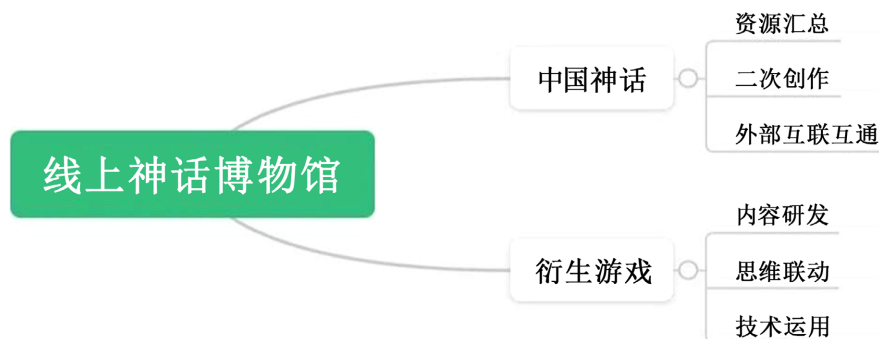 线上神话博物馆
中国神话
资源汇总
二次创作
外部互联互通
衍生游戏
内容研发
思维联动
技术运用